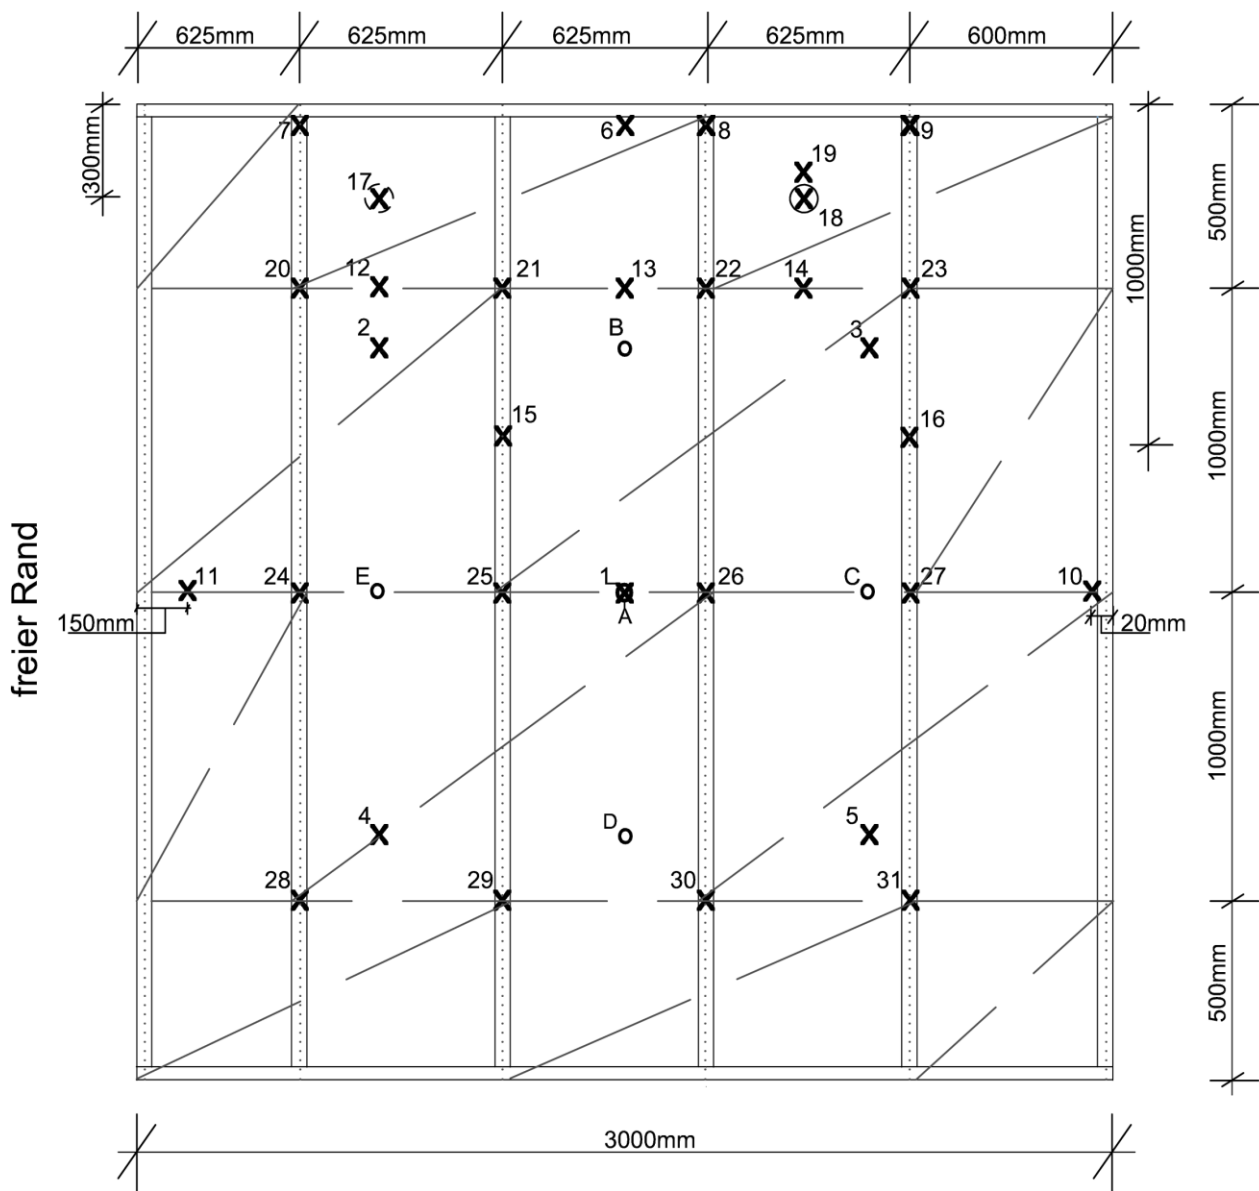 625mm 625mm 625mm 625mm 600mm
300mm
7 6 8 9
19
17
18
500mm
1000mm
20 12 21 13 22 14 23
2 B 3
15 16
1000mm
freier Rand
11 24 E 25 1 26 C 27 10
A
150mm 20mm
1000mm
4 D 5
28 29 30 31
500mm
3000mm